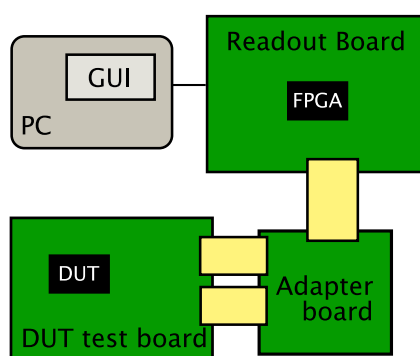 Readout Board
GUI
FPGA
PC
DUT
Adapter
board
DUT test board